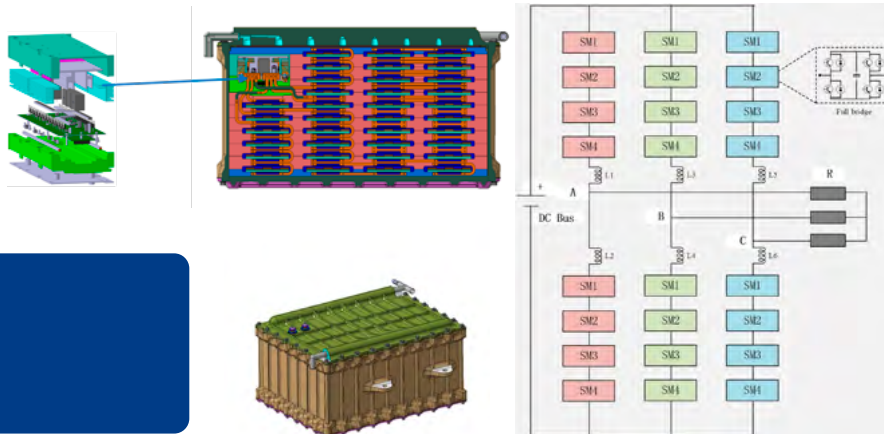 SM1 SM1 SM1
SM2 SM2 SM2
Full bridge
SM3 SM3 SM3
SM4 SM4 SM4
L1 L3 L5
R
+
A
DC Bus
B
C
L2 L4 L6
SM1 SM1 SM1
SM2 SM2 SM2
SM3 SM3 SM3
SM4 SM4 SM4